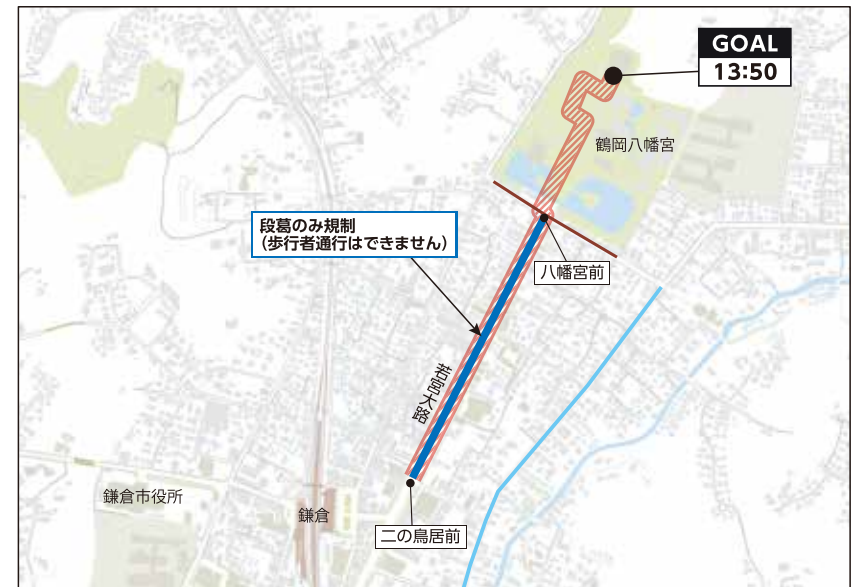 GOAL
13:50
鶴岡八幡宮
段葛のみ規制
（歩行者通行はできません）
八幡宮前
若宮大路
鎌倉市役所
鎌倉
二の鳥居前